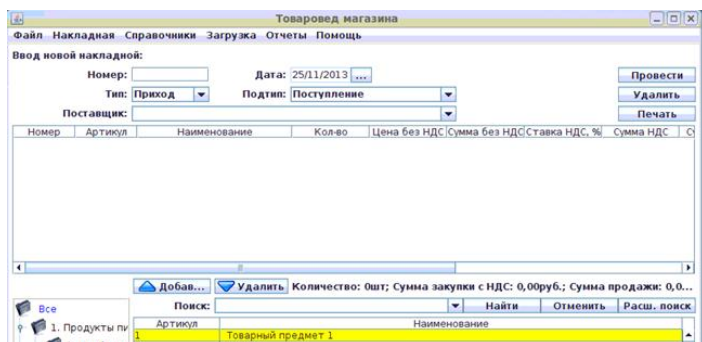 Товаровед магазина
Файл Накладная Справочники Загрузка Отчеты Помощь
Ввод новой накладной:
Номер: Дата: 25/11/2013 ... Провести
Тип: Приход Подтип: Поступление Удалить
Поставщик: Печать
Номер Артикул Наименование Кол-во Цена без НДС Сумма без НДС Ставка НДС, % Сумма НДС
Добав... Удалить Количество: 0шт; Сумма закупки с НДС: 0,00руб.; Сумма продажи: 0,0...
Все Поиск: Найти Отменить Расш. поиск
1. Продукты пи Артикул Наименование
1 Товарный предмет 1